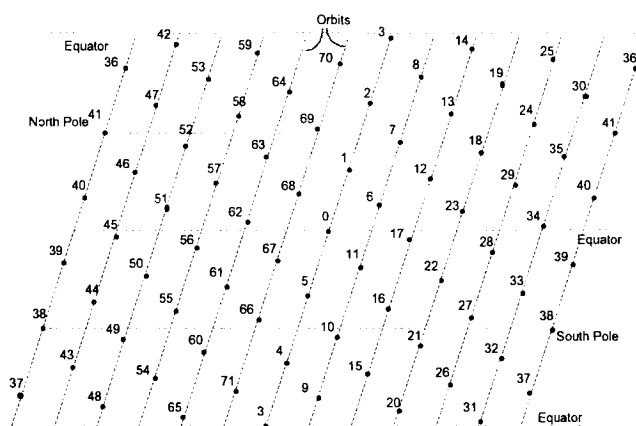 Orbits
Equator
42 59 3 14
36 53 70 8 25 36
64 19
47 2 30
41 58 13 24 41
North Pole
52 69 7
63 18 35
46 57 1 12 29
40 68 40
51 6 23
62 34
45 0 17
Equator
56 28
39 67 11 39
50 61 22
44 5 33
55 66 16 27
38 38
49 10
South Pole
60 21
43 4 32
54 15
37 71 26 37
48 9
65 20
3 31
Equator